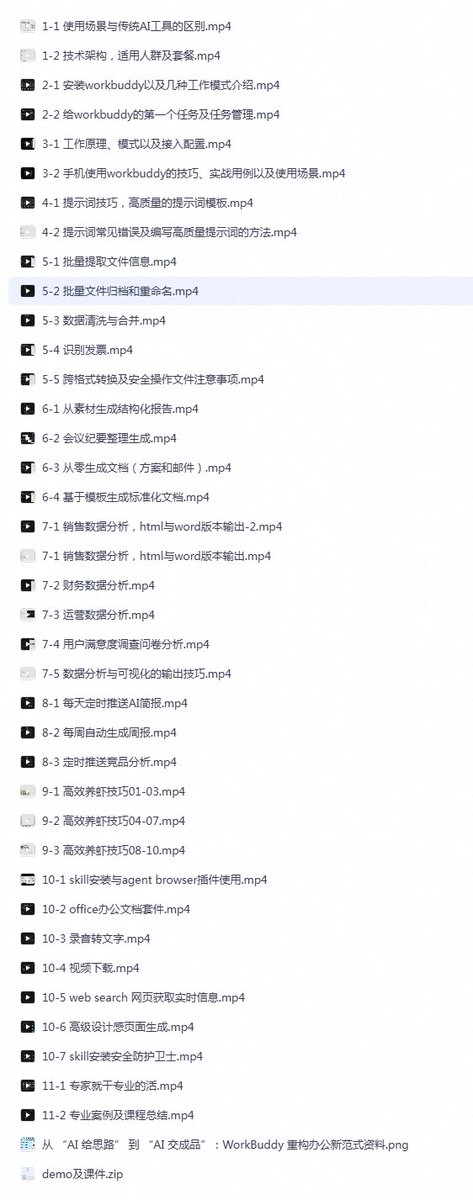 1-1 使用场景与传统AI工具的区别.mp4
1-2 技术架构，适用人群及套餐.mp4
2-1 安装workbuddy以及几种工作模式介绍.mp4
2-2 给workbuddy的第一个任务及任务管理.mp4
3-1 工作原理、模式以及接入配置.mp4
3-2 手机使用workbuddy的技巧、实战用例以及使用场景.mp4
4-1 提示词技巧，高质量的提示词模板.mp4
4-2 提示词常见错误及编写高质量提示词的方法.mp4
5-1 批量提取文件信息.mp4
5-2 批量文件归档和重命名.mp4
5-3 数据清洗与合并.mp4
5-4 识别发票.mp4
5-5 跨格式转换及安全操作文件注意事项.mp4
6-1 从素材生成结构化报告.mp4
6-2 会议纪要整理生成.mp4
6-3 从零生成文档（方案和邮件）.mp4
6-4 基于模板生成标准化文档.mp4
7-1 销售数据分析，html与word版本输出-2.mp4
7-1 销售数据分析，html与word版本输出.mp4
7-2 财务数据分析.mp4
7-3 运营数据分析.mp4
7-4 用户满意度调查问卷分析.mp4
7-5 数据分析与可视化的输出技巧.mp4
8-1 每天定时推送AI简报.mp4
8-2 每周自动生成周报.mp4
8-3 定时推送竞品分析.mp4
9-1 高效养虾技巧01-03.mp4
9-2 高效养虾技巧04-07.mp4
9-3 高效养虾技巧08-10.mp4
10-1 skill安装与agent browser插件使用.mp4
10-2 office办公文档套件.mp4
10-3 录音转文字.mp4
10-4 视频下载.mp4
10-5 web search 网页获取实时信息.mp4
10-6 高级设计感页面生成.mp4
10-7 skill安装安全防护卫士.mp4
11-1 专家就干专业的活.mp4
11-2 专业案例及课程总结.mp4
从 “AI 给思路” 到 “AI 交成品”：WorkBuddy 重构办公新范式资料.png
demo及课件.zip